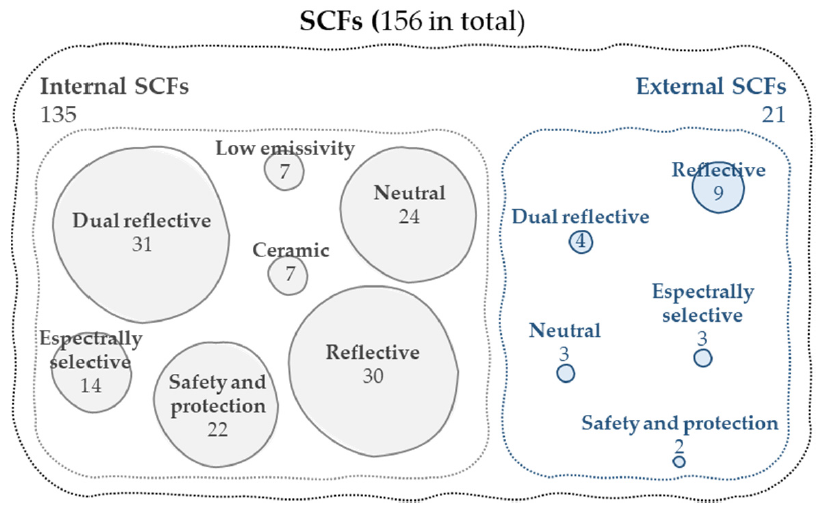 SCFs (156 in total)
Internal SCFs
135
External SCFs
21
Low emissivity
7
Dual reflective
31
Neutral
24
Ceramic
7
Espectrally
selective
14
Safety and
protection
22
Reflective
30
Reflective
9
Dual reflective
4
Espectrally
selective
3
Neutral
3
Safety and protection
2